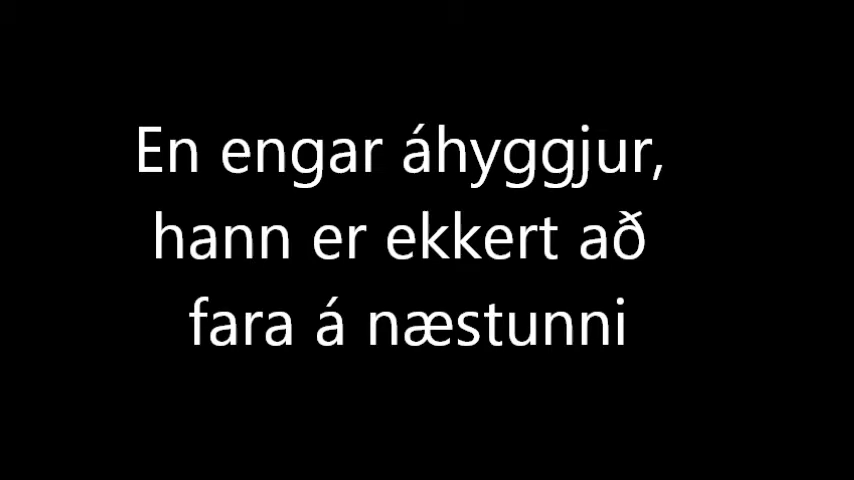 En engar áhyggjur,
hann er ekkert að
fara á næstunni